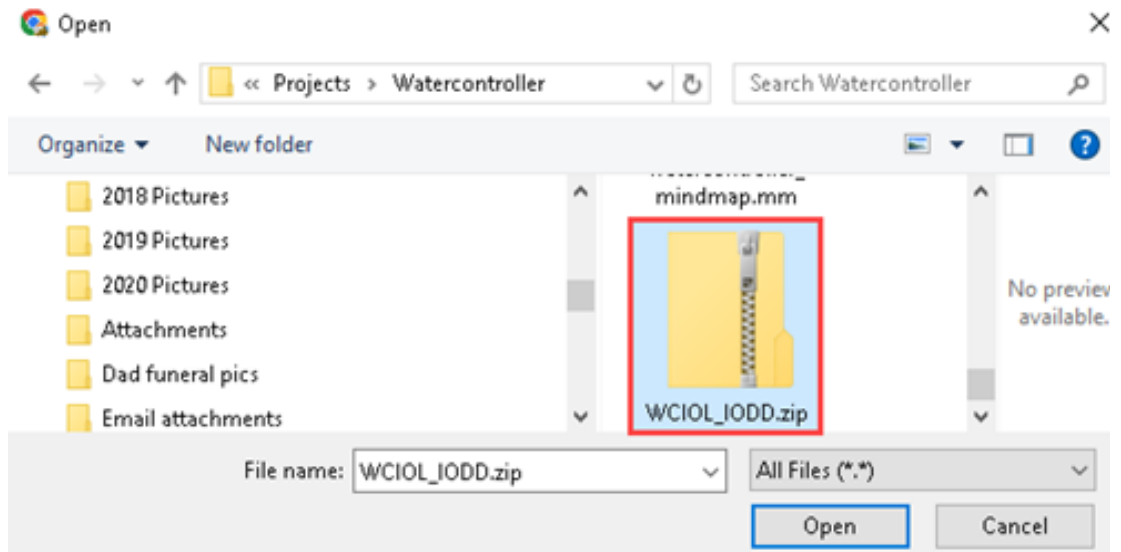 Open
« Projects > Watercontroller
Search Watercontroller
Organize
New folder
2018 Pictures
2019 Pictures
2020 Pictures
Attachments
Dad funeral pics
Email attachments
mindmap.mm
WCIOL_IODD.zip
No preview
available.
File name: WCIOL_IODD.zip
All Files (*.*)
Open
Cancel